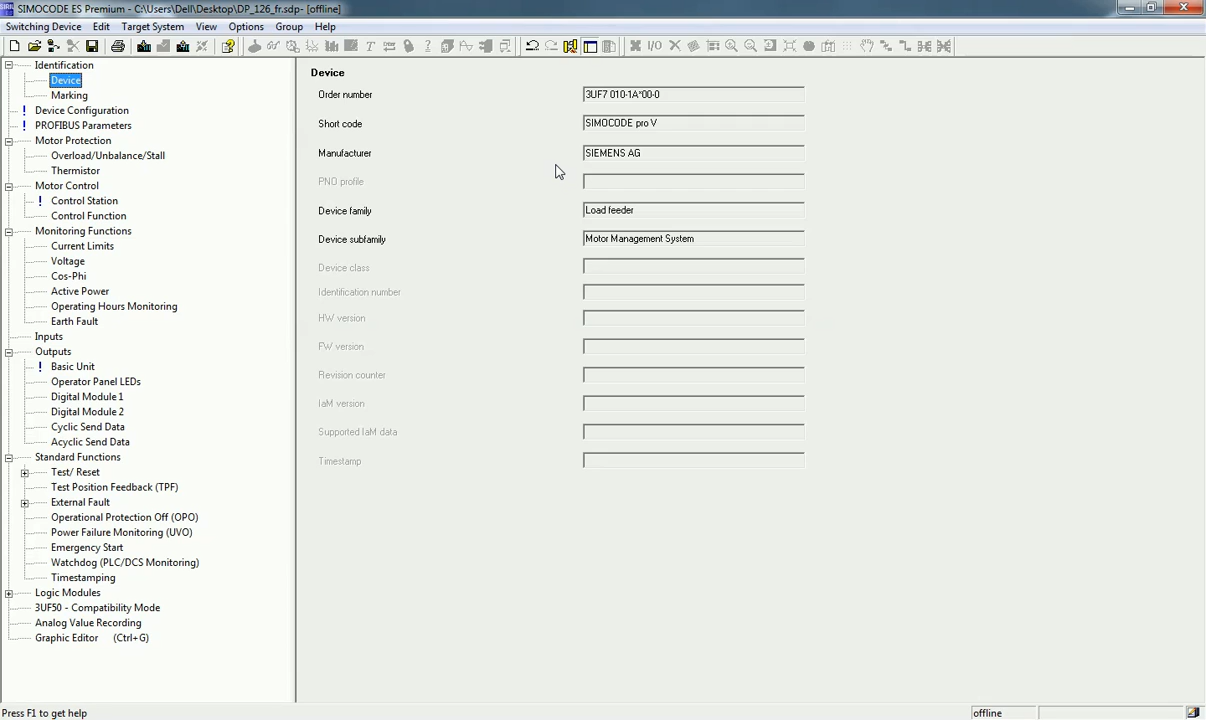 SIMOCODE ES Premium - C:\Users\Dell\Desktop\DP_126_fr.sdp- [offline]
Switching Device Edit Target System View Options Group Help
Identification
Device
Marking
! Device Configuration
! PROFIBUS Parameters
Motor Protection
Overload/Unbalance/Stall
Thermistor
Motor Control
! Control Station
Control Function
Monitoring Functions
Current Limits
Voltage
Cos-Phi
Active Power
Operating Hours Monitoring
Earth Fault
Inputs
Outputs
! Basic Unit
Operator Panel LEDs
Digital Module 1
Digital Module 2
Cyclic Send Data
Acyclic Send Data
Standard Functions
Test/ Reset
Test Position Feedback (TPF)
External Fault
Operational Protection Off (OPO)
Power Failure Monitoring (UVO)
Emergency Start
Watchdog (PLC/DCS Monitoring)
Timestamping
Logic Modules
3UF50 - Compatibility Mode
Analog Value Recording
Graphic Editor (Ctrl+G)
Device
Order number 3UF7 010-1A*00-0
Short code SIMOCODE pro V
Manufacturer SIEMENS AG
PNO profile
Device family Load feeder
Device subfamily Motor Management System
Device class
Identification number
HW version
FW version
Revision counter
IaM version
Supported IaM data
Timestamp
Press F1 to get help offline